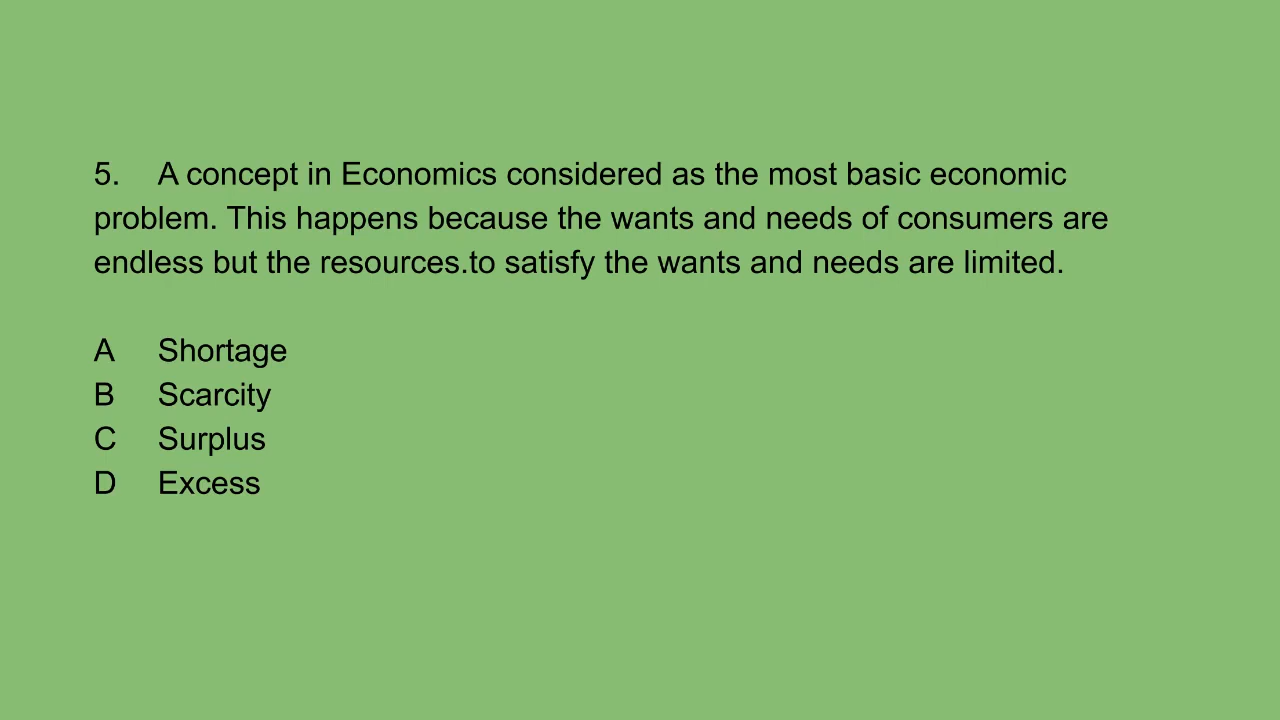 5. A concept in Economics considered as the most basic economic
problem. This happens because the wants and needs of consumers are
endless but the resources.to satisfy the wants and needs are limited.
A Shortage
B Scarcity
C Surplus
D Excess